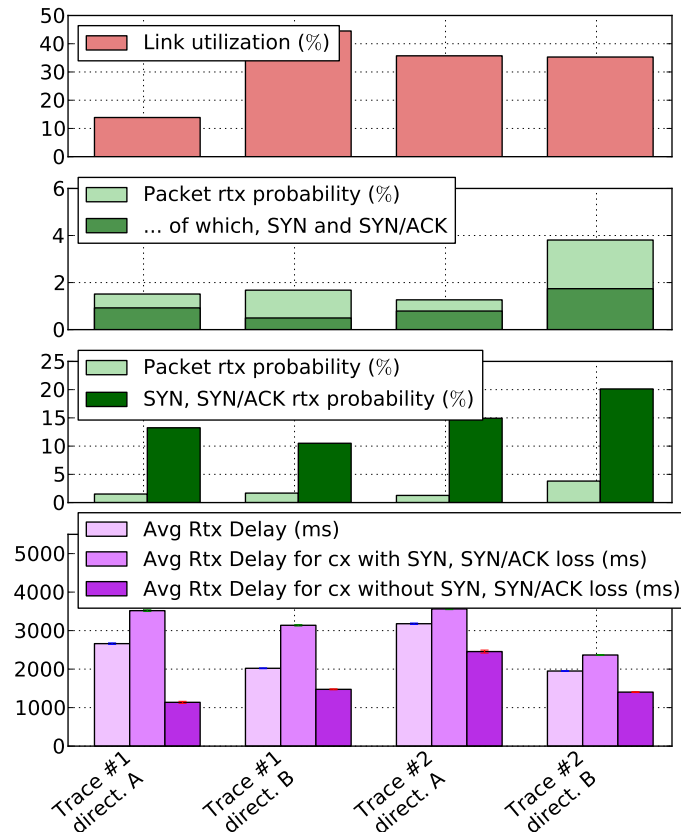 50
40
30
20
10
0
Link utilization (%)
6
4
2
0
Packet rtx probability (%)
... of which, SYN and SYN/ACK
25
20
15
10
5
0
Packet rtx probability (%)
SYN, SYN/ACK rtx probability (%)
5000
4000
3000
2000
1000
0
Avg Rtx Delay (ms)
Avg Rtx Delay for cx with SYN, SYN/ACK loss (ms)
Avg Rtx Delay for cx without SYN, SYN/ACK loss (ms)
Trace #1
direct. A
Trace #1
direct. B
Trace #2
direct. A
Trace #2
direct. B